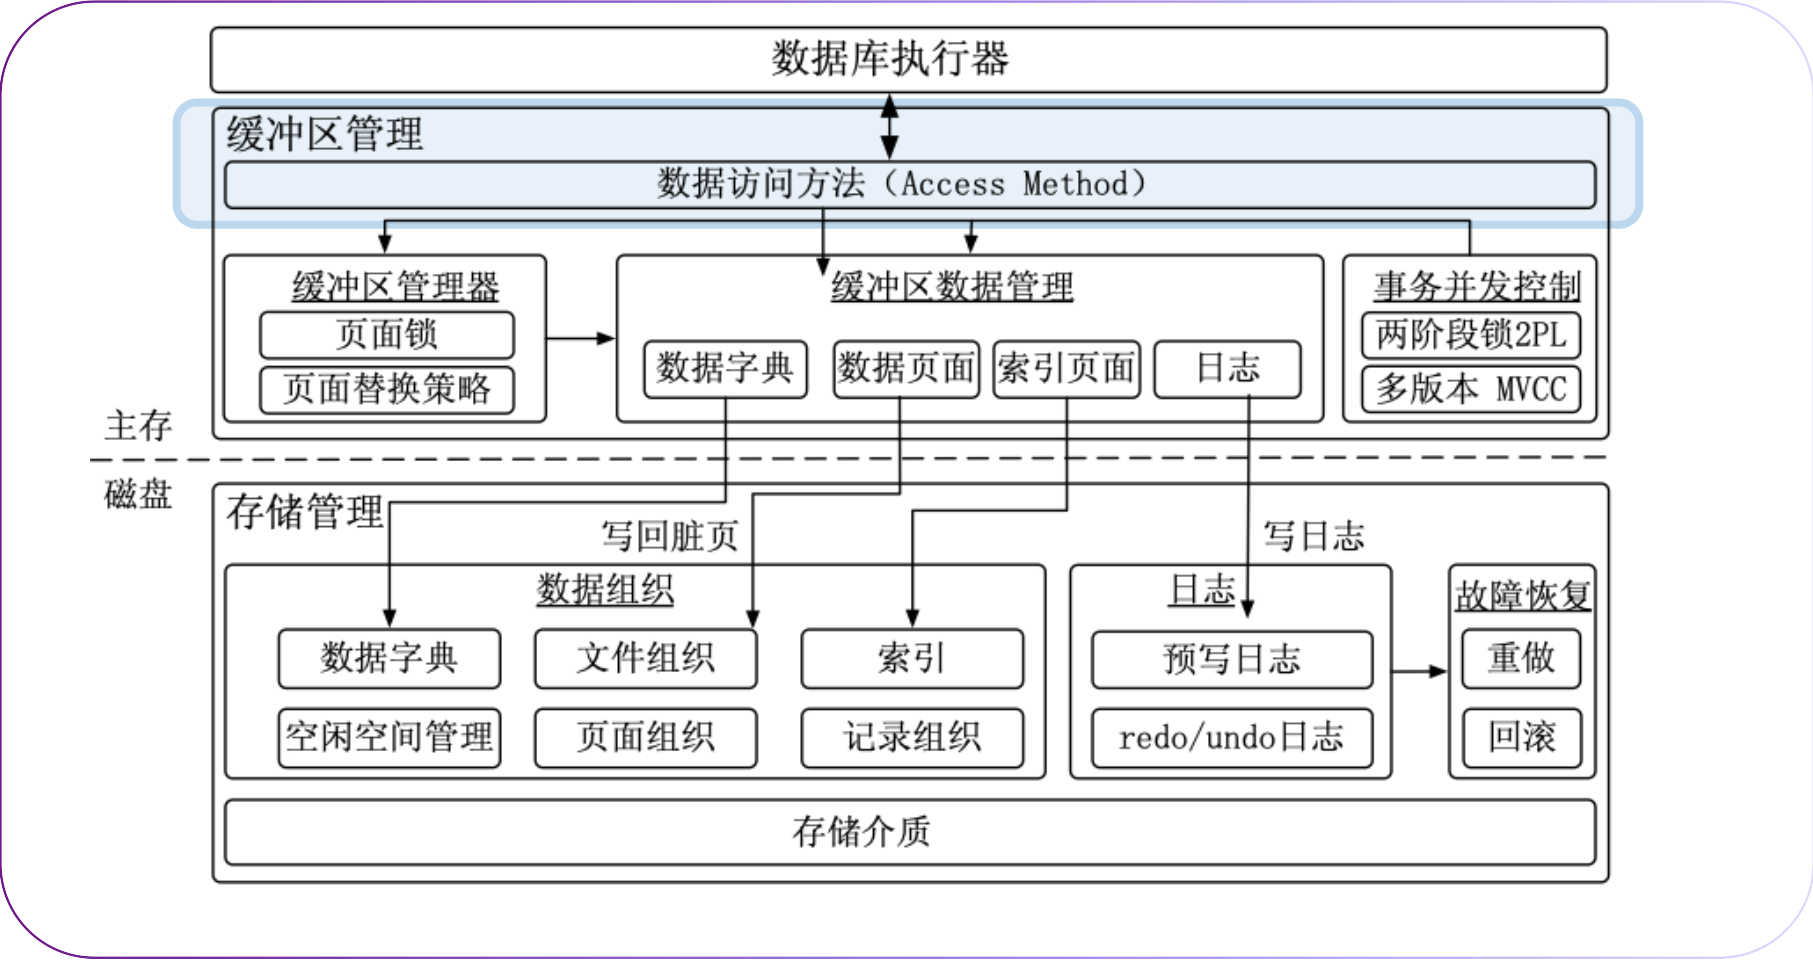 数据库执行器
缓冲区管理
数据访问方法（Access Method）
缓冲区管理器
页面锁
页面替换策略
缓冲区数据管理
数据字典
数据页面
索引页面
日志
事务并发控制
两阶段锁2PL
多版本 MVCC
主存
磁盘
存储管理
写回脏页
写日志
数据组织
数据字典
文件组织
索引
空闲空间管理
页面组织
记录组织
日志
预写日志
redo/undo日志
故障恢复
重做
回滚
存储介质